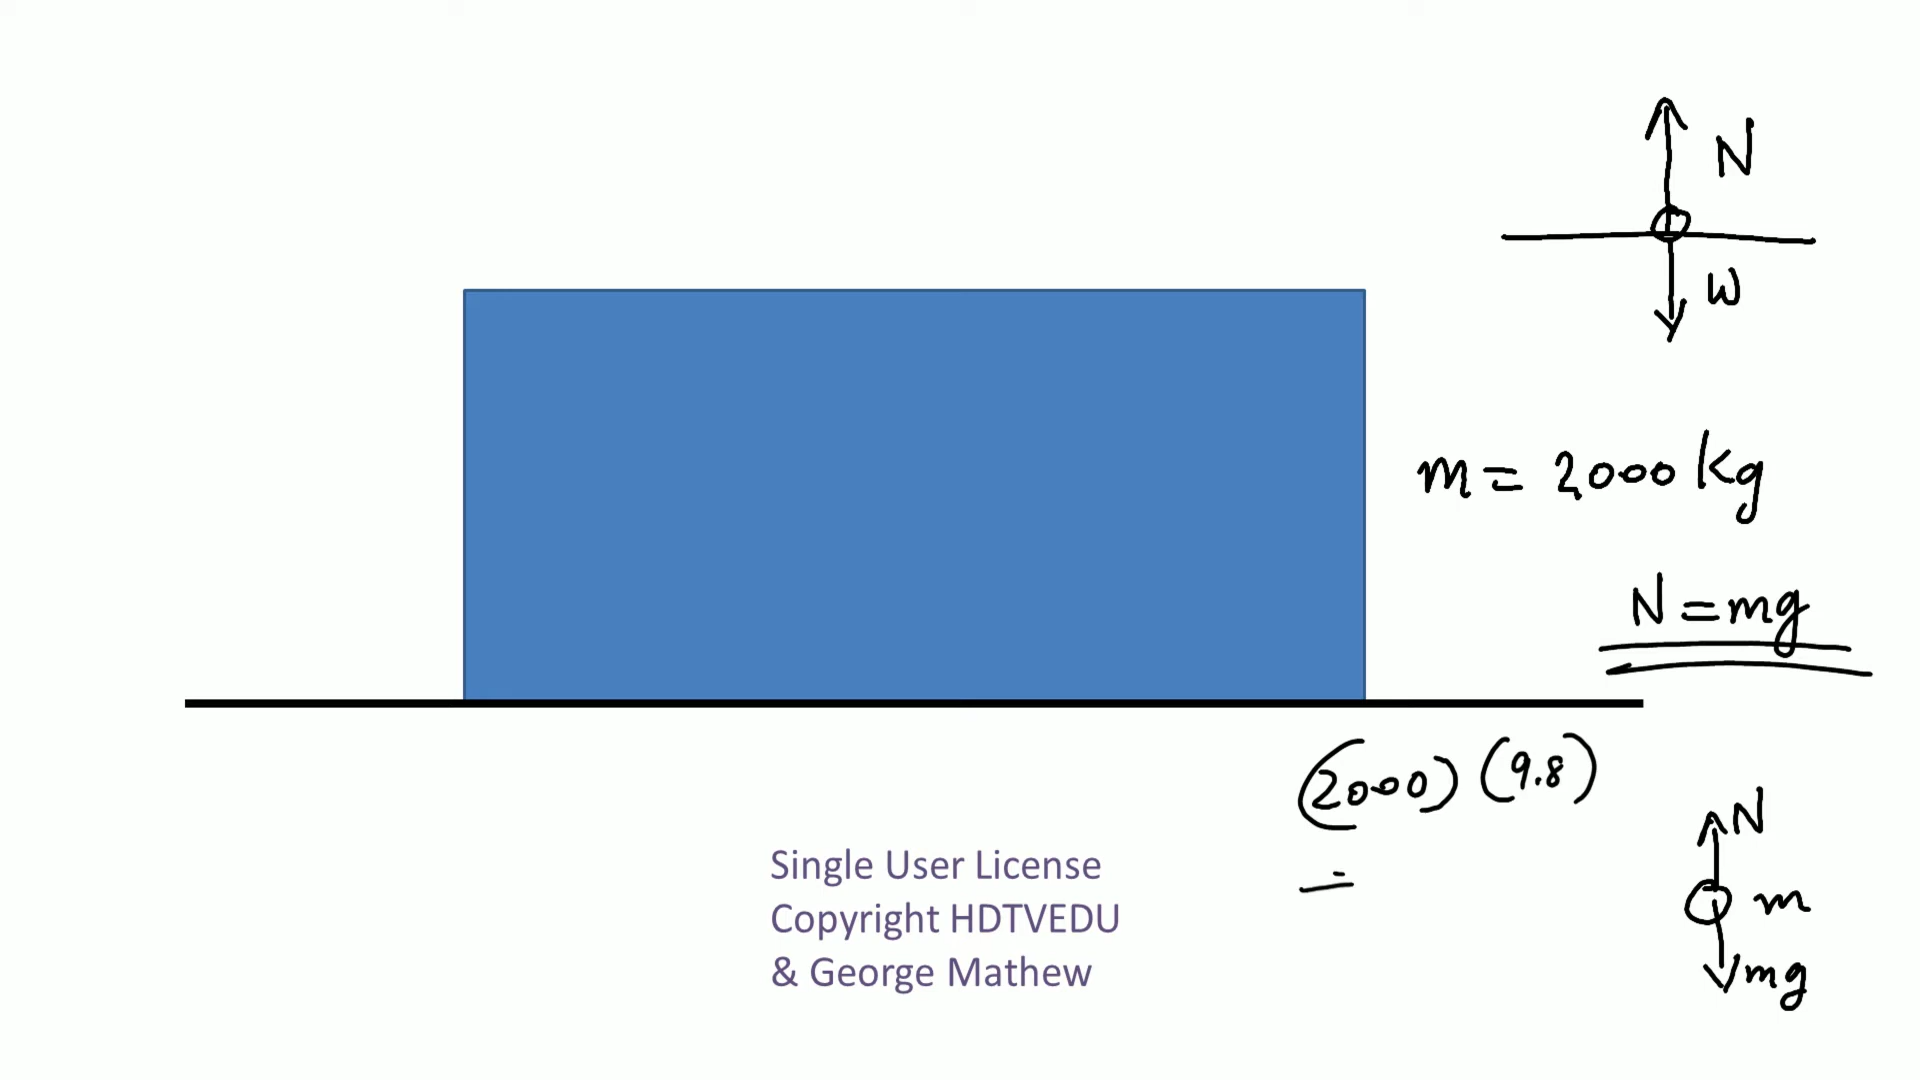 N
W
m = 2000 kg
N = mg
(2000) (9.8)
=
N
m
mg
Single User License
Copyright HDTVEDU
& George Mathew